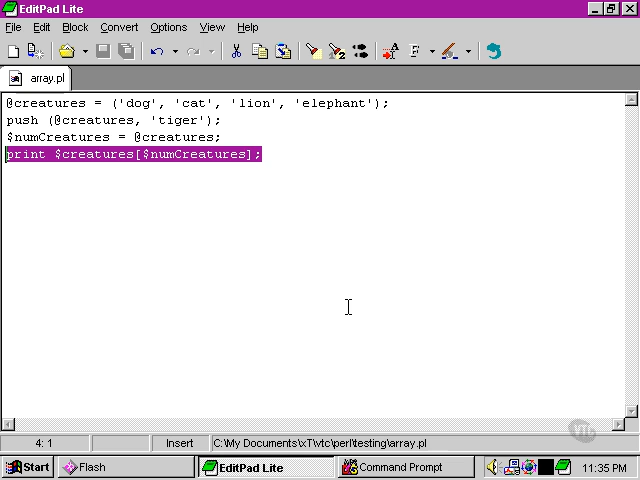 EditPad Lite
File Edit Block Convert Options View Help
array.pl
@creatures = ('dog', 'cat', 'lion', 'elephant');
push (@creatures, 'tiger');
$numCreatures = @creatures;
print $creatures[$numCreatures];
4: 1 Insert C:\My Documents\xT\vtc\perl\testing\array.pl
Start Flash EditPad Lite Command Prompt 11:35 PM